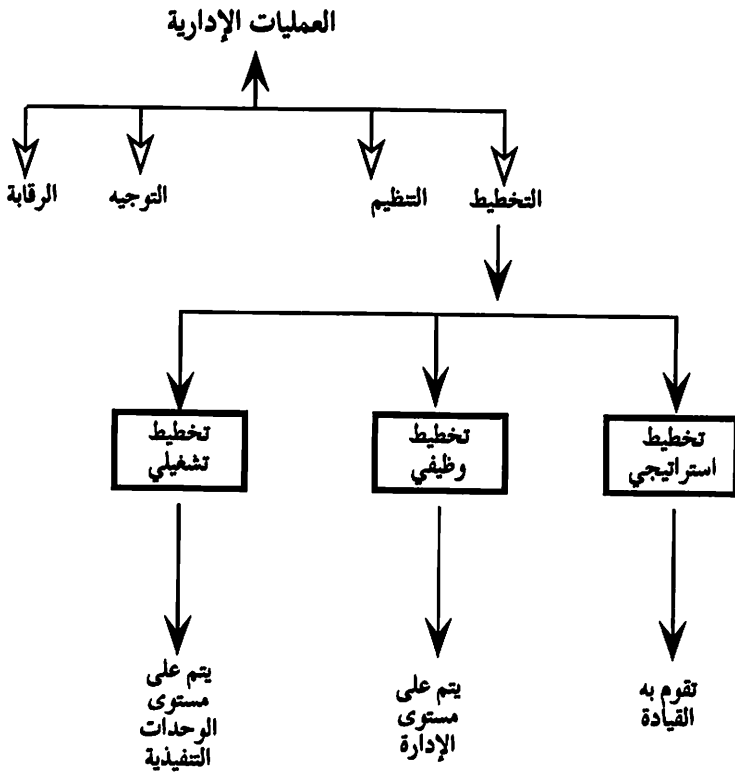 العمليات الإدارية
التخطيط
التنظيم
التوجيه
الرقابة
تخطيط
استراتيجي
تخطيط
وظيفي
تخطيط
تشغيلي
تقوم به
القيادة
يتم على
مستوى
الإدارة
يتم على
مستوى
الوحدات
التنفيذية